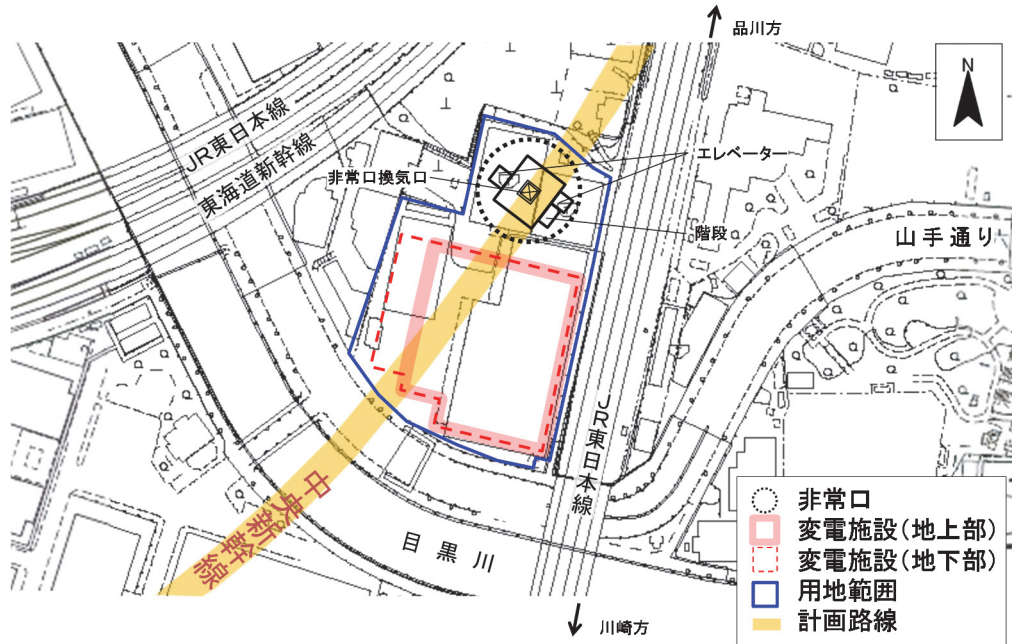 品川方
N
JR東日本線
東海道新幹線
エレベーター
非常口換気口
階段
山手通り
JR東日本線
中央新幹線
目黒川
川崎方
非常口
変電施設(地上部)
変電施設(地下部)
用地範囲
計画路線